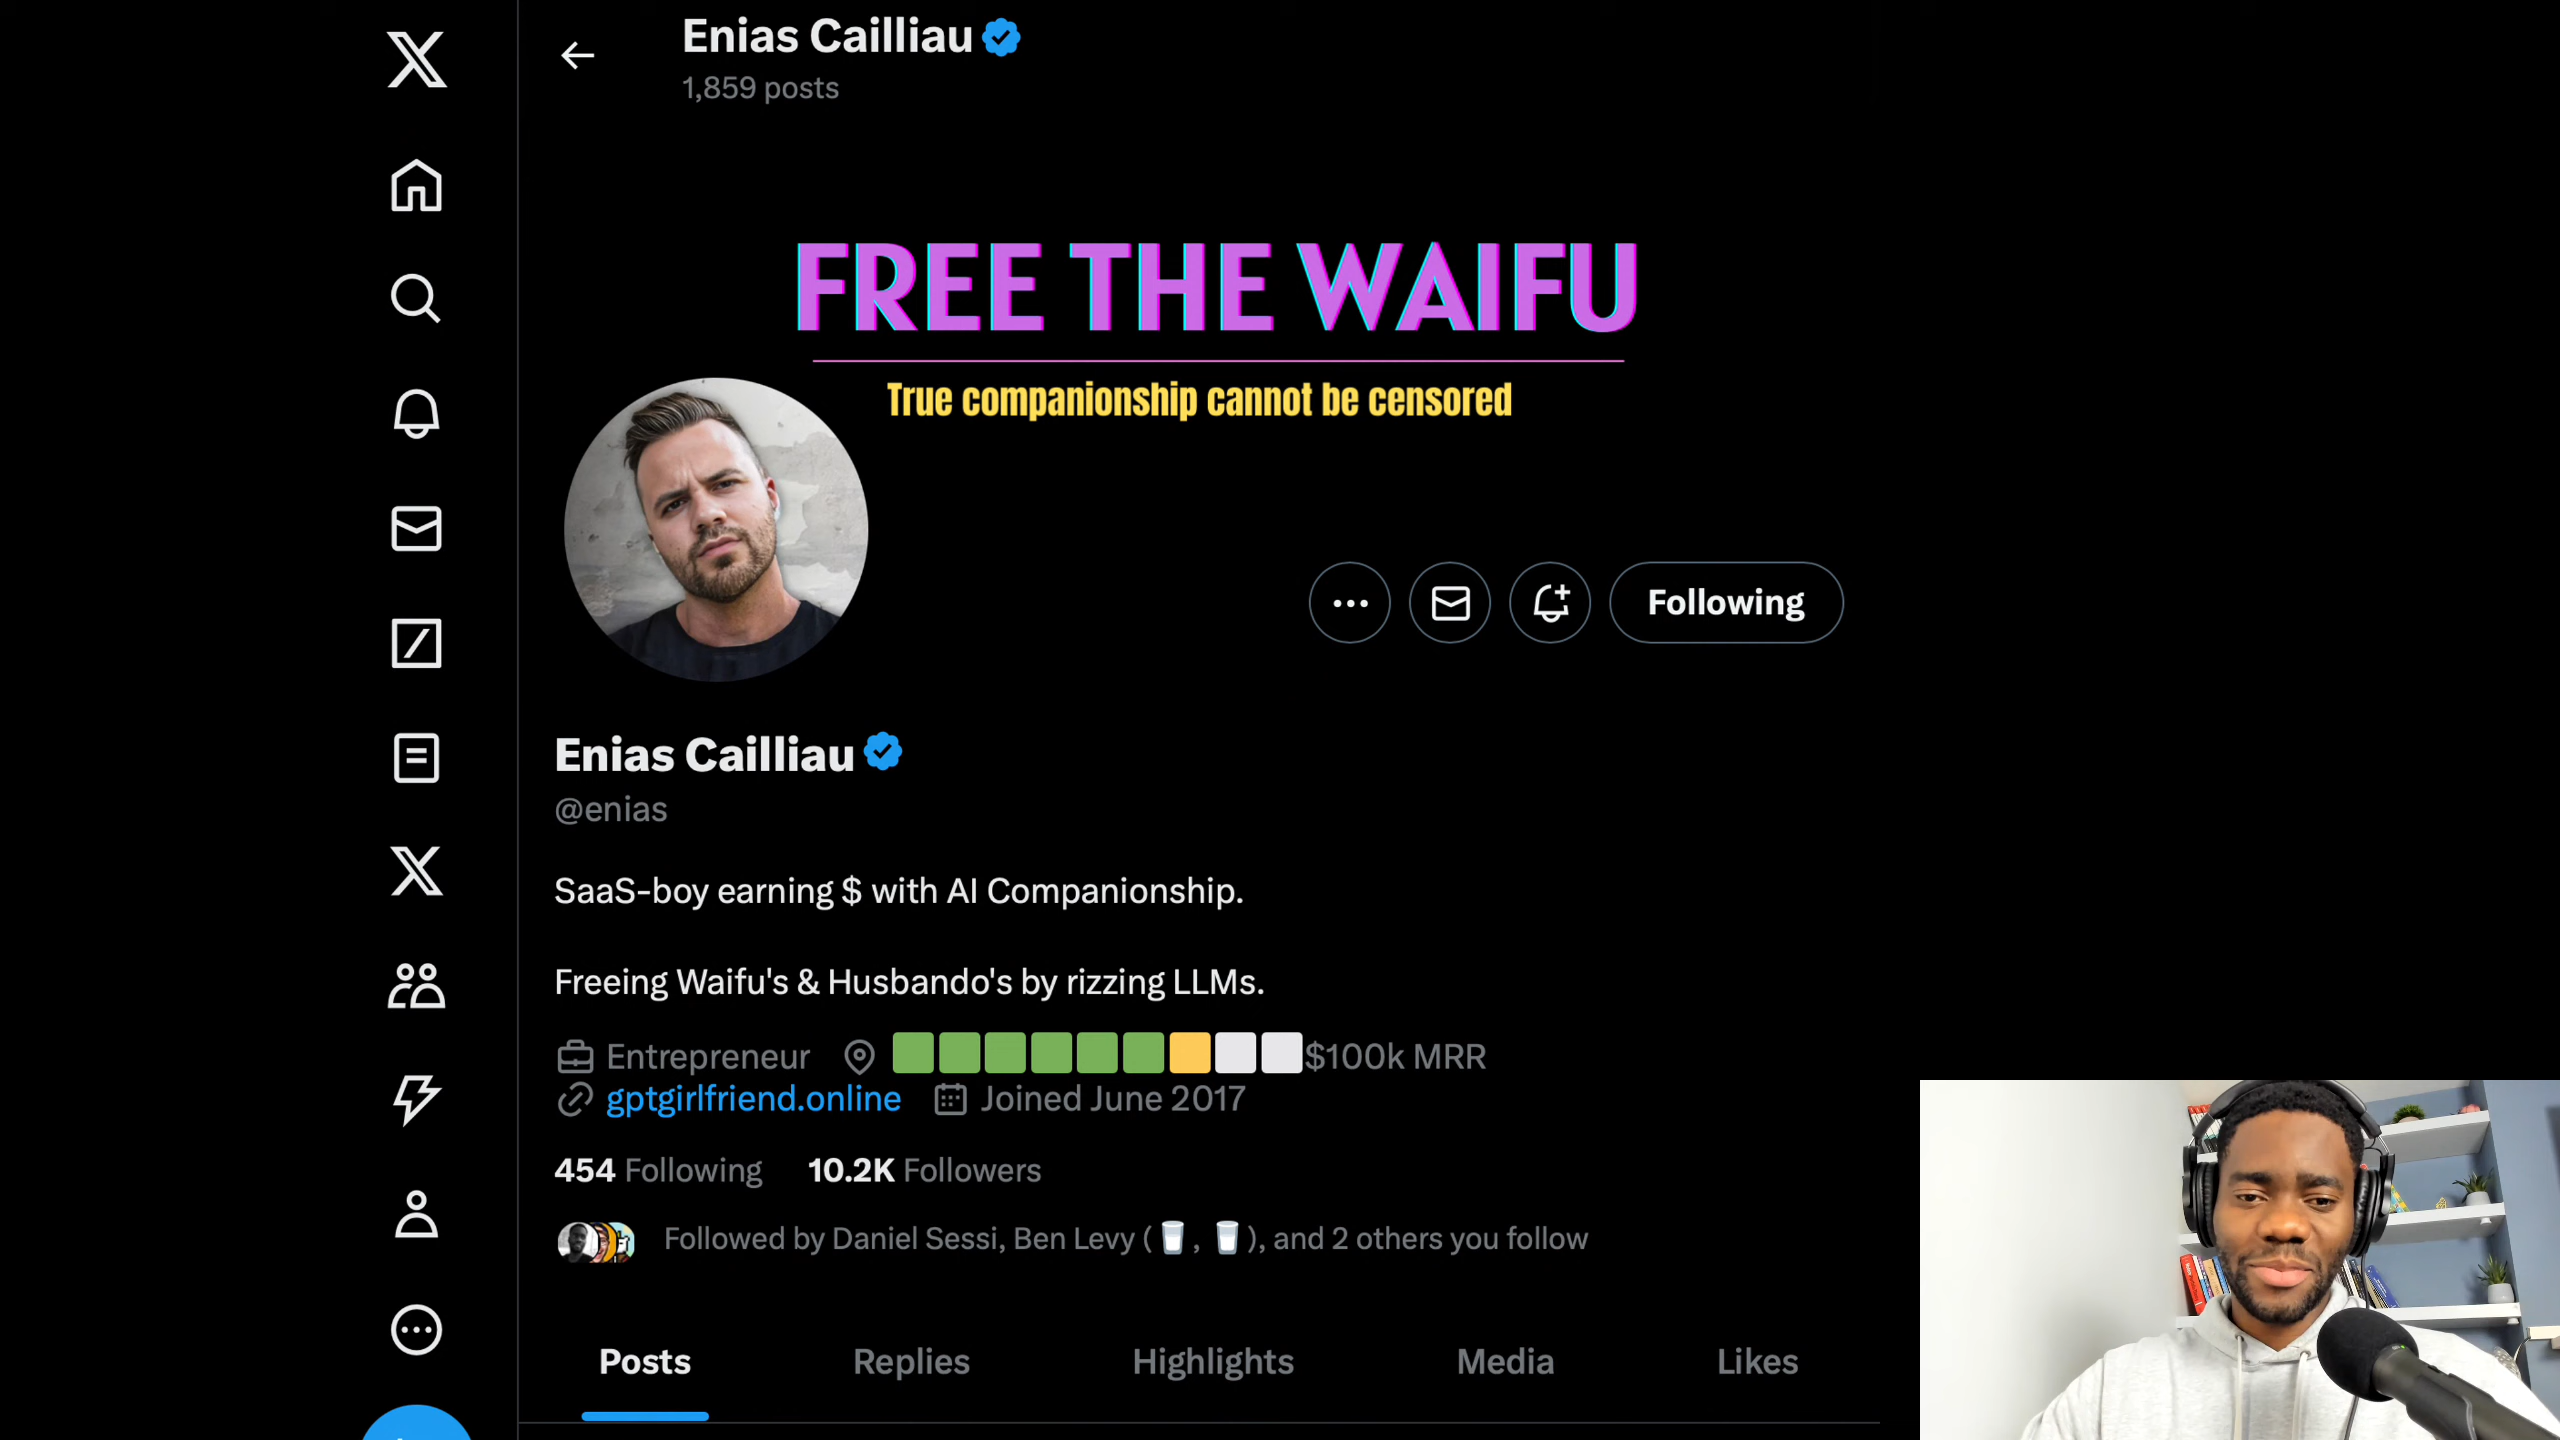 Enias Cailliau
1,859 posts
FREE THE WAIFU
True companionship cannot be censored
Following
Enias Cailliau
@enias
SaaS-boy earning $ with AI Companionship.
Freeing Waifu's & Husbando's by rizzing LLMs.
Entrepreneur 🟩🟩🟩🟩🟩🟩🟨⬜⬜$100k MRR
gptgirlfriend.online Joined June 2017
454 Following 10.2K Followers
Followed by Daniel Sessi, Ben Levy (🥛, 🥛), and 2 others you follow
Posts Replies Highlights Media Likes